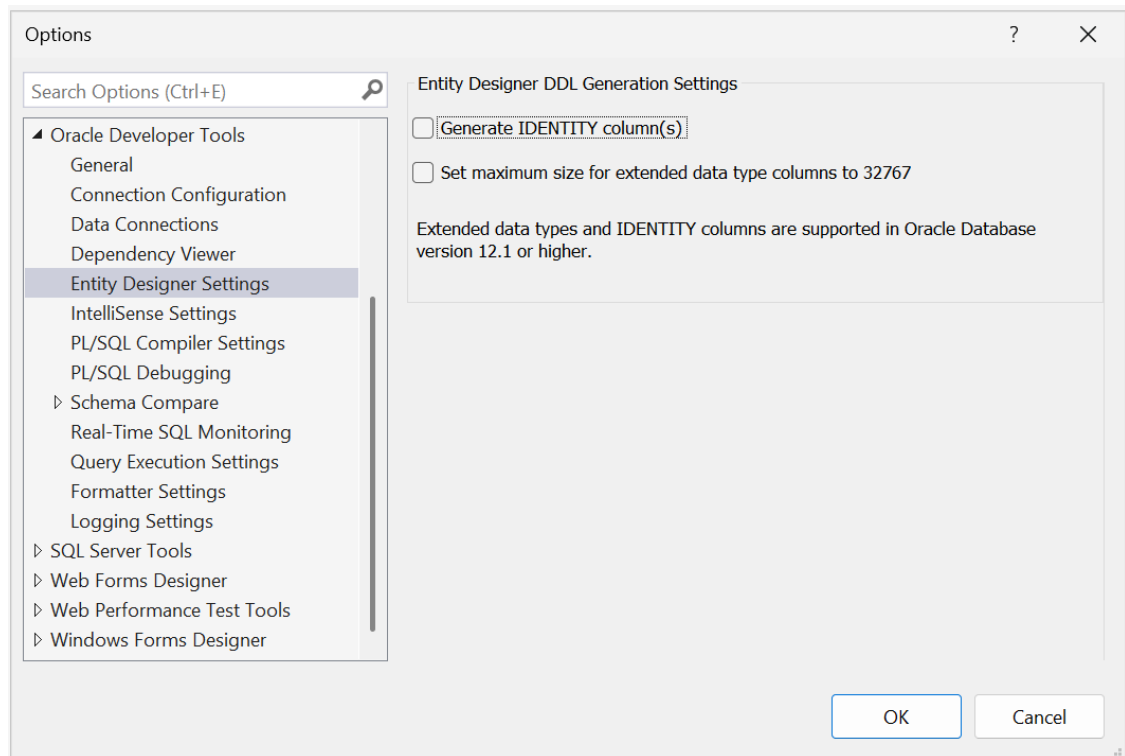 Options
?
Search Options (Ctrl+E)
Oracle Developer Tools
General
Connection Configuration
Data Connections
Dependency Viewer
Entity Designer Settings
IntelliSense Settings
PL/SQL Compiler Settings
PL/SQL Debugging
Schema Compare
Real-Time SQL Monitoring
Query Execution Settings
Formatter Settings
Logging Settings
SQL Server Tools
Web Forms Designer
Web Performance Test Tools
Windows Forms Designer
Entity Designer DDL Generation Settings
Generate IDENTITY column(s)
Set maximum size for extended data type columns to 32767
Extended data types and IDENTITY columns are supported in Oracle Database
version 12.1 or higher.
OK
Cancel